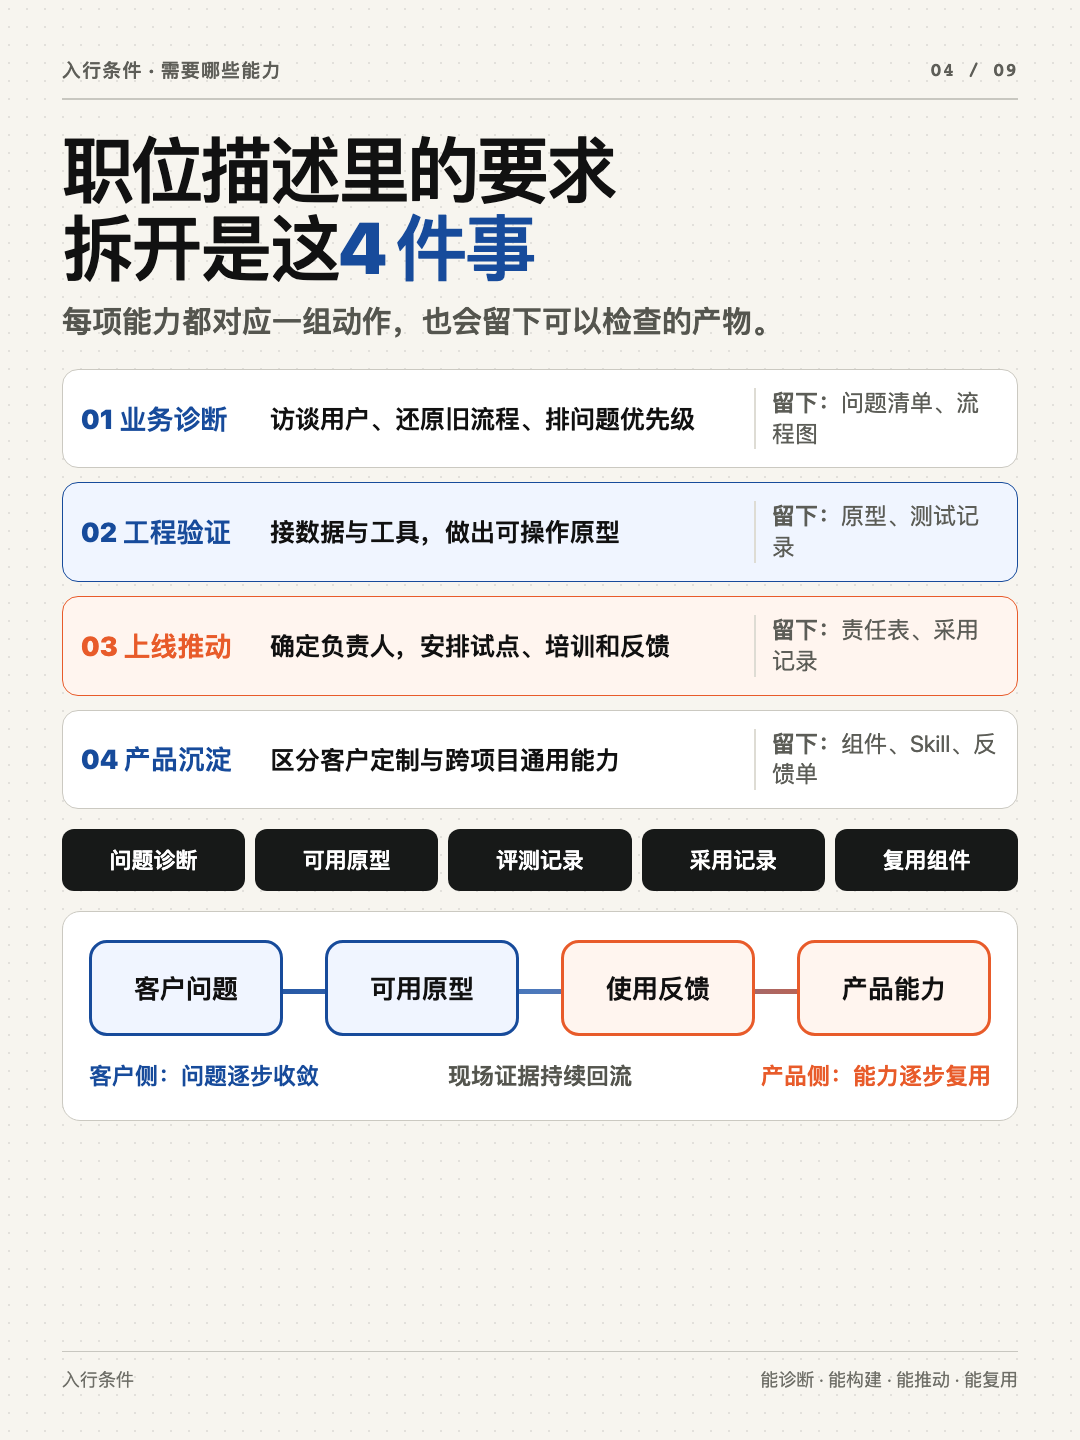 入行条件 · 需要哪些能力
04 / 09
职位描述里的要求
拆开是这4件事
每项能力都对应一组动作，也会留下可以检查的产物。
01 业务诊断
访谈用户、还原旧流程、排问题优先级
留下：问题清单、流
程图
02 工程验证
接数据与工具，做出可操作原型
留下：原型、测试记
录
03 上线推动
确定负责人，安排试点、培训和反馈
留下：责任表、采用
记录
04 产品沉淀
区分客户定制与跨项目通用能力
留下：组件、Skill、反
馈单
问题诊断
可用原型
评测记录
采用记录
复用组件
客户问题
可用原型
使用反馈
产品能力
客户侧：问题逐步收敛
现场证据持续回流
产品侧：能力逐步复用
入行条件
能诊断 · 能构建 · 能推动 · 能复用